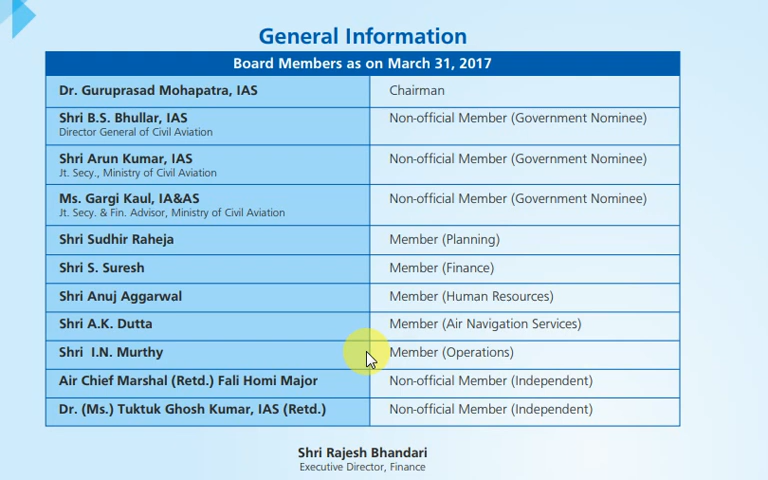 General Information
Board Members as on March 31, 2017
Dr. Guruprasad Mohapatra, IAS Chairman
Shri B.S. Bhullar, IAS Non-official Member (Government Nominee)
Director General of Civil Aviation
Shri Arun Kumar, IAS Non-official Member (Government Nominee)
Jt. Secy., Ministry of Civil Aviation
Ms. Gargi Kaul, IA&AS Non-official Member (Government Nominee)
Jt. Secy. & Fin. Advisor, Ministry of Civil Aviation
Shri Sudhir Raheja Member (Planning)
Shri S. Suresh Member (Finance)
Shri Anuj Aggarwal Member (Human Resources)
Shri A.K. Dutta Member (Air Navigation Services)
Shri I.N. Murthy Member (Operations)
Air Chief Marshal (Retd.) Fali Homi Major Non-official Member (Independent)
Dr. (Ms.) Tuktuk Ghosh Kumar, IAS (Retd.) Non-official Member (Independent)
Shri Rajesh Bhandari
Executive Director, Finance